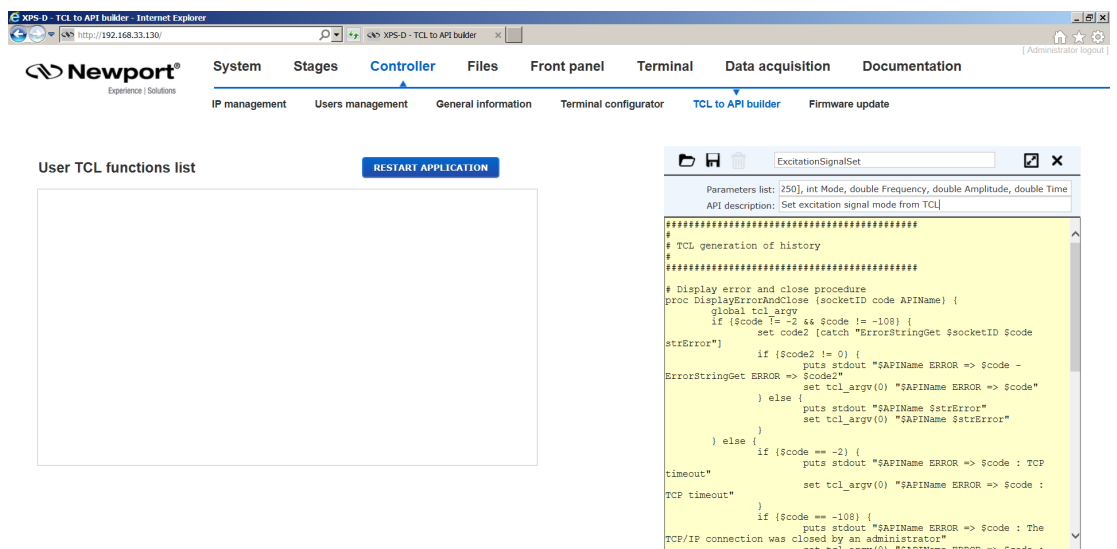 XPS-D - TCL to API builder - Internet Explorer
http://192.168.33.130/
XPS-D - TCL to API builder
[ Administrator logout ]
Newport®
Experience | Solutions
System Stages Controller Files Front panel Terminal Data acquisition Documentation
IP management Users management General information Terminal configurator TCL to API builder Firmware update
User TCL functions list
RESTART APPLICATION
ExcitationSignalSet
Parameters list: 250], int Mode, double Frequency, double Amplitude, double Time
API description: Set excitation signal mode from TCL
############################################
#
# TCL generation of history
#
############################################
# Display error and close procedure
proc DisplayErrorAndClose {socketID code APIName} {
global tcl_argv
if {$code != -2 && $code != -108} {
set code2 [catch "ErrorStringGet $socketID $code
strError"]
if {$code2 != 0} {
puts stdout "$APIName ERROR => $code -
ErrorStringGet ERROR => $code2"
set tcl_argv(0) "$APIName ERROR => $code"
} else {
puts stdout "$APIName $strError"
set tcl_argv(0) "$APIName $strError"
}
} else {
if {$code == -2} {
puts stdout "$APIName ERROR => $code : TCP
timeout"
set tcl_argv(0) "$APIName ERROR => $code :
TCP timeout"
}
if {$code == -108} {
puts stdout "$APIName ERROR => $code : The
TCP/IP connection was closed by an administrator"
set tcl_argv(0) "$APIName ERROR => $code :